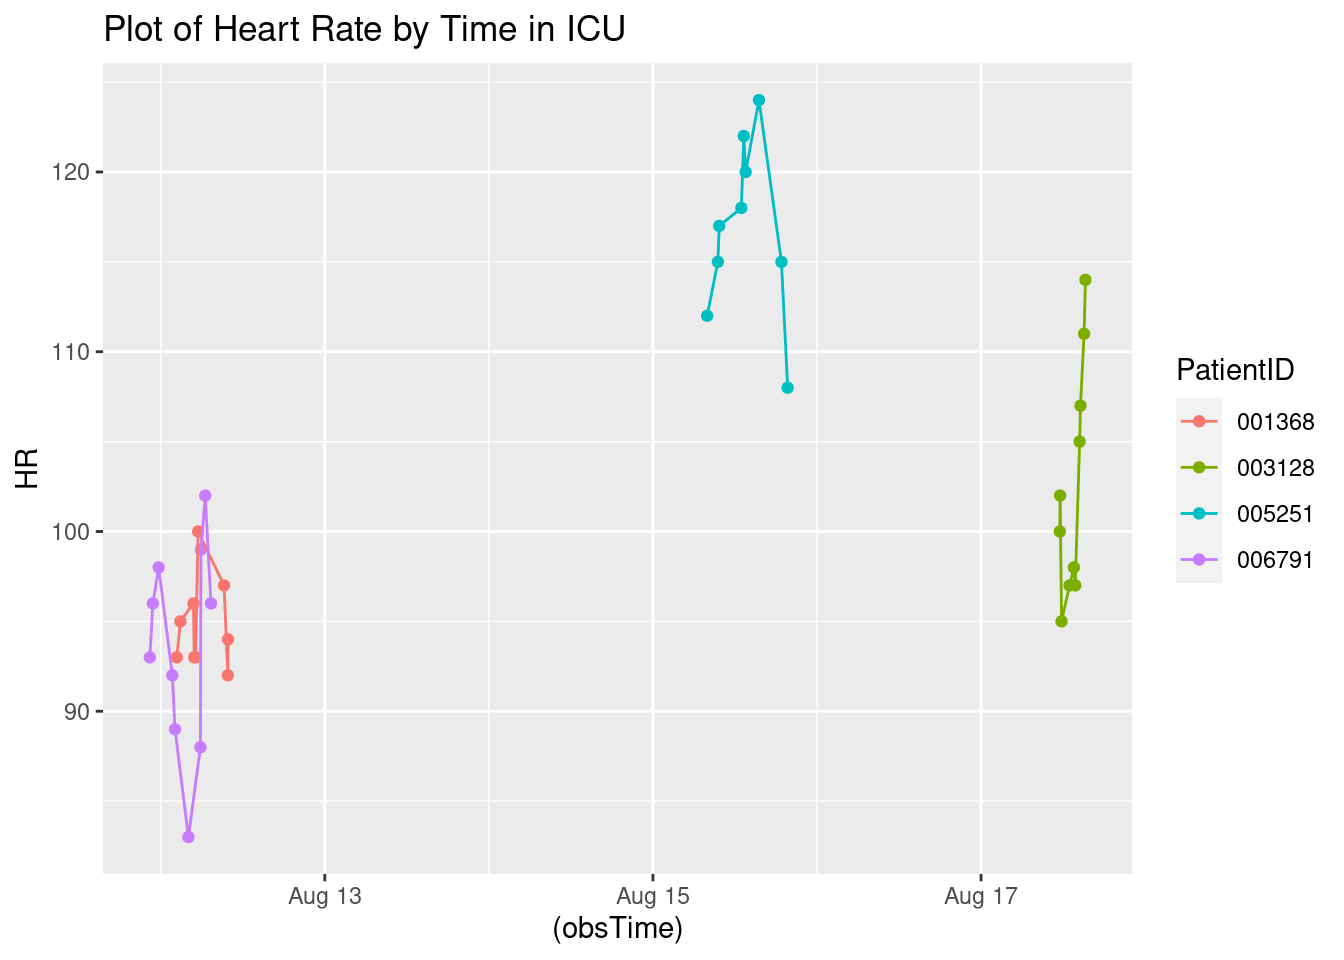 Plot of Heart Rate by Time in ICU
HR
120
110
100
90
Aug 13
Aug 15
Aug 17
(obsTime)
PatientID
001368
003128
005251
006791